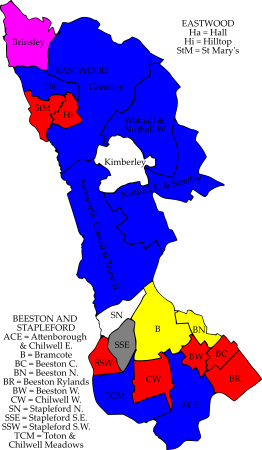 EASTWOOD
Ha = Hall
Hi = Hilltop
StM = St Mary's
Brinsley
EASTWOOD
Ha
Greasley
StM
Hi
Watnall &
Nuthall W.
Kimberley
Nuthall E. & Strelley
Awsworth, Cossall & Trowell
BEESTON AND
STAPLEFORD
ACE = Attenborough
& Chilwell E.
B = Bramcote
BC = Beeston C.
BN = Beeston N.
BR = Beeston Rylands
BW = Beeston W.
CW = Chilwell W.
SN = Stapleford N.
SSE = Stapleford S.E.
SSW = Stapleford S.W.
TCM = Toton &
Chilwell Meadows
SN
SSE
B
BN
SSW
BW
BC
CW
BR
TCM
ACE